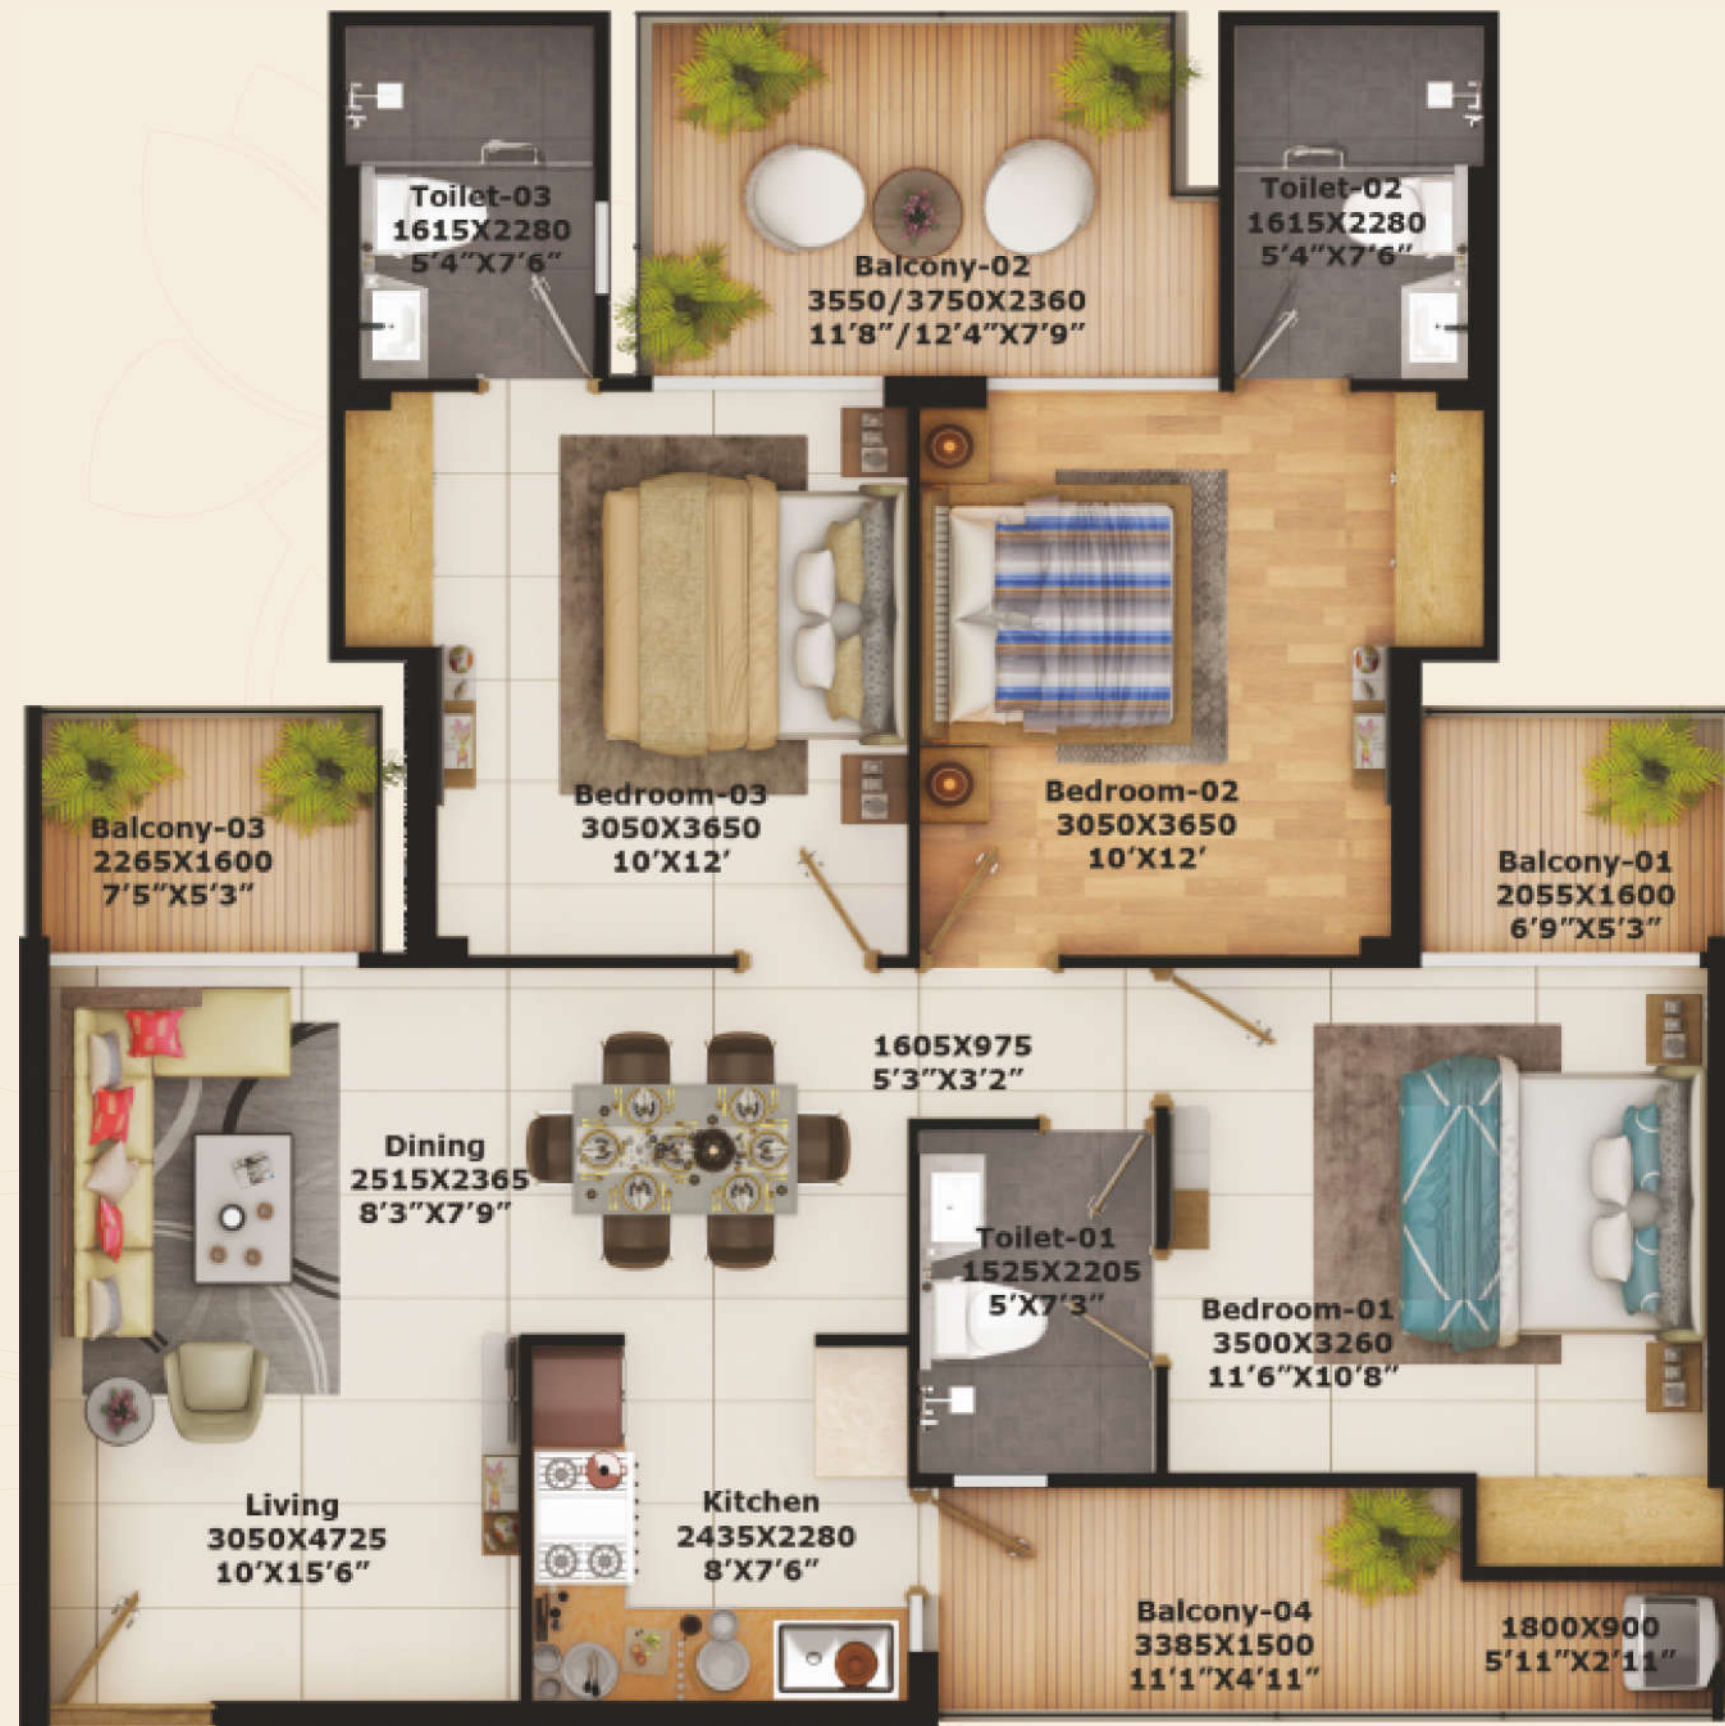 Toilet-03
1615X2280
5'4"X7'6"
Balcony-02
3550/3750X2360
11'8"/12'4"X7'9"
Toilet-02
1615X2280
5'4"X7'6"
Bedroom-03
3050X3650
10'X12'
Bedroom-02
3050X3650
10'X12'
Balcony-03
2265X1600
7'5"X5'3"
Balcony-01
2055X1600
6'9"X5'3"
1605X975
5'3"X3'2"
Dining
2515X2365
8'3"X7'9"
Toilet-01
1525X2205
5'X7'3"
Bedroom-01
3500X3260
11'6"X10'8"
Living
3050X4725
10'X15'6"
Kitchen
2435X2280
8'X7'6"
Balcony-04
3385X1500
11'1"X4'11"
1800X900
5'11"X2'11"